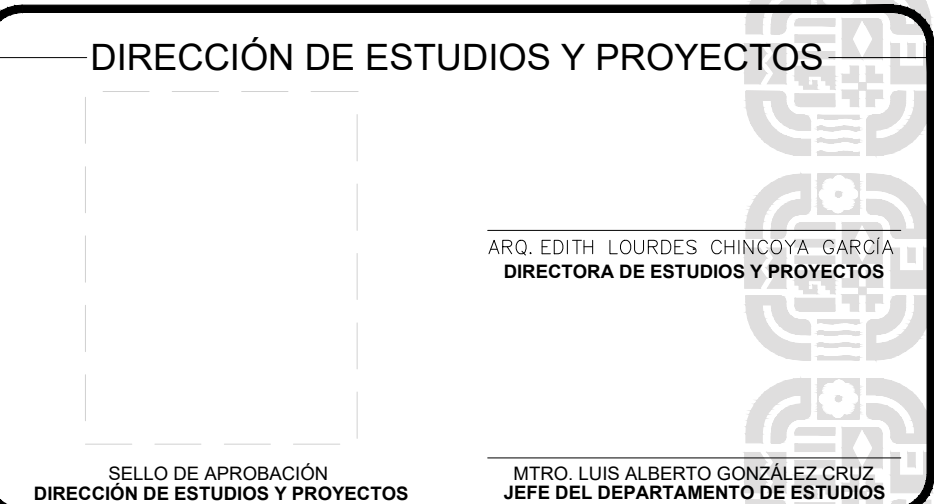 DIRECCIÓN DE ESTUDIOS Y PROYECTOS
ARQ. EDITH LOURDES CHINCOYA GARCÍA
DIRECTORA DE ESTUDIOS Y PROYECTOS
SELLO DE APROBACIÓN
DIRECCIÓN DE ESTUDIOS Y PROYECTOS
MTRO. LUIS ALBERTO GONZÁLEZ CRUZ
JEFE DEL DEPARTAMENTO DE ESTUDIOS